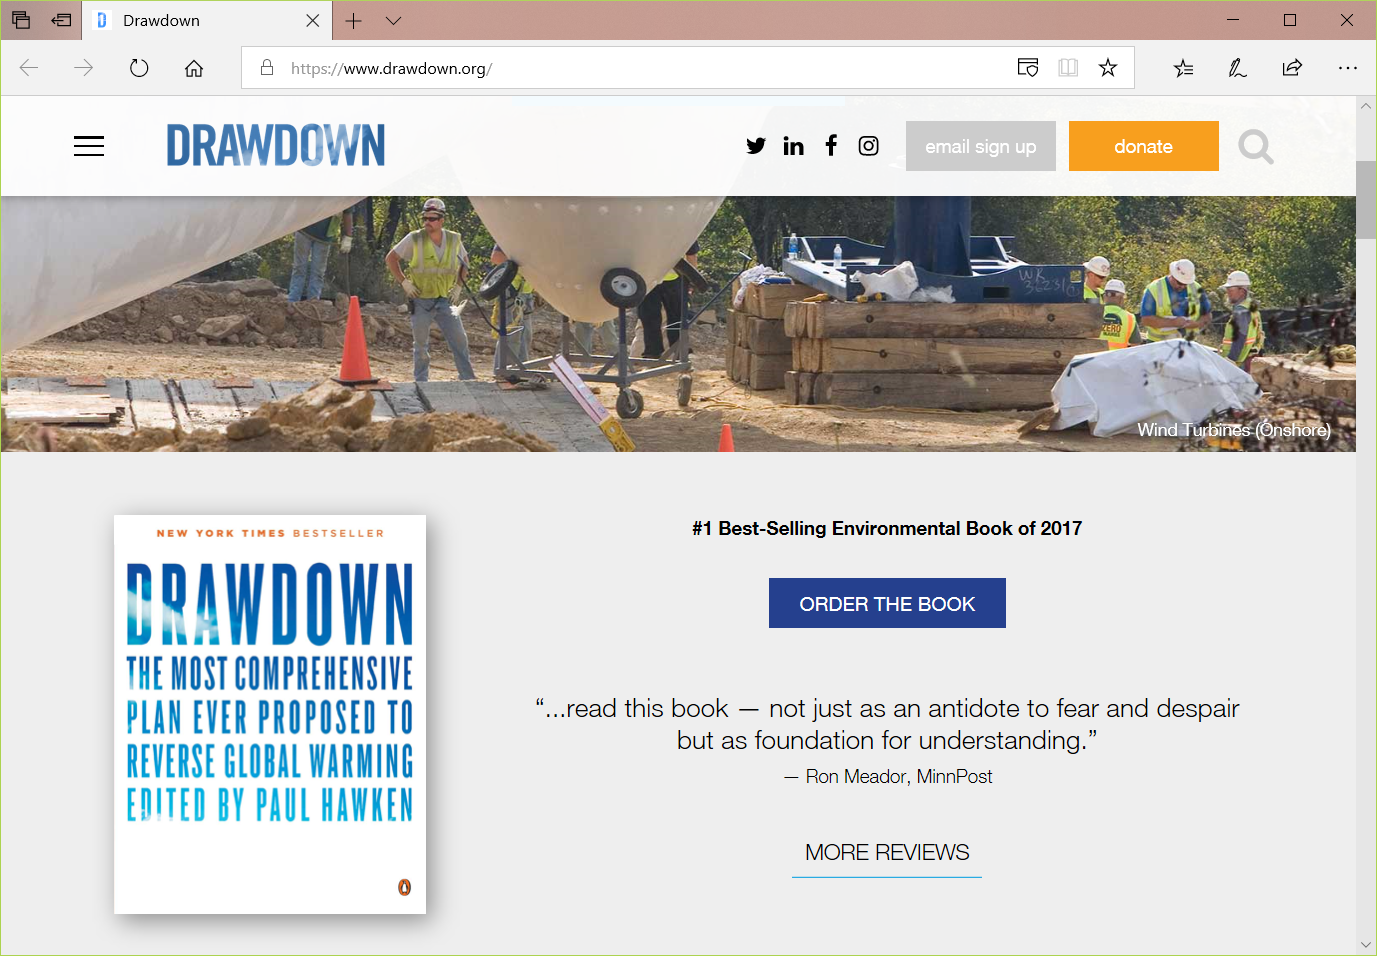 Drawdown
https://www.drawdown.org/
DRAWDOWN
email sign up
donate
Wind Turbines (Onshore)
NEW YORK TIMES BESTSELLER
DRAWDOWN
THE MOST COMPREHENSIVE
PLAN EVER PROPOSED TO
REVERSE GLOBAL WARMING
EDITED BY PAUL HAWKEN
#1 Best-Selling Environmental Book of 2017
ORDER THE BOOK
“...read this book — not just as an antidote to fear and despair
but as foundation for understanding.”
— Ron Meador, MinnPost
MORE REVIEWS